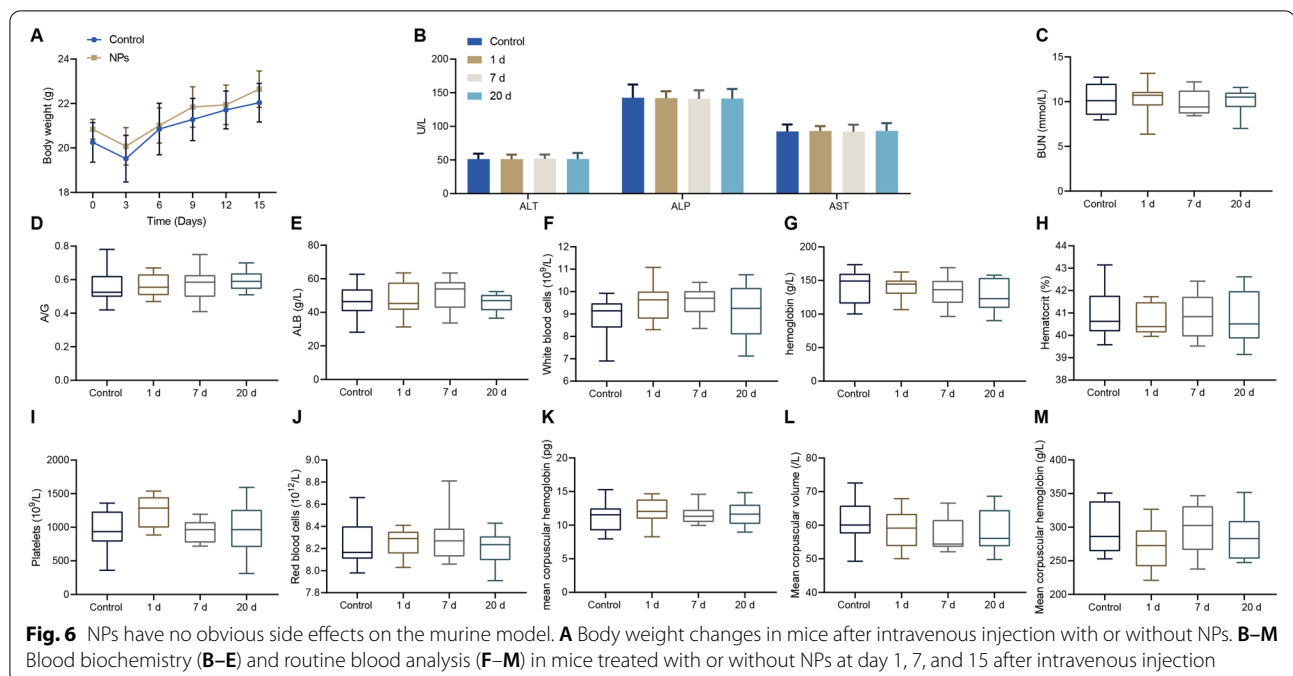 A
Control
NPs
24
22
20
18
Body weight (g)
0 3 6 9 12 15
Time (Days)
B
Control
1 d
7 d
20 d
200
150
100
50
0
U/L
ALT ALP AST
C
15
10
5
0
BUN (mmol/L)
Control 1 d 7 d 20 d
D
0.8
0.6
0.4
0.2
0.0
A/G
Control 1 d 7 d 20 d
E
80
60
40
20
0
ALB (g/L)
Control 1 d 7 d 20 d
F
11
10
9
8
7
6
White blood cells (10⁹/L)
Control 1 d 7 d 20 d
G
200
150
100
50
0
hemoglobin (g/L)
Control 1 d 7 d 20 d
H
44
43
42
41
40
39
38
Hematocrit (%)
Control 1 d 7 d 20 d
I
2000
1500
1000
500
0
Platelets (10⁹/L)
Control 1 d 7 d 20 d
J
9.0
8.8
8.6
8.4
8.2
8.0
7.8
Red blood cells (10¹²/L)
Control 1 d 7 d 20 d
K
20
15
10
5
0
mean corpuscular hemoglobin (pg)
Control 1 d 7 d 20 d
L
80
70
60
50
40
Mean corpuscular volume (/L)
Control 1 d 7 d 20 d
M
400
350
300
250
200
Mean corpuscular hemoglobin (g/L)
Control 1 d 7 d 20 d
Fig. 6 NPs have no obvious side effects on the murine model. A Body weight changes in mice after intravenous injection with or without NPs. B–M
Blood biochemistry (B–E) and routine blood analysis (F–M) in mice treated with or without NPs at day 1, 7, and 15 after intravenous injection